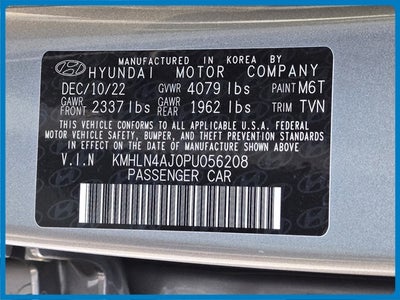 MANUFACTURED IN KOREA BY
HYUNDAI MOTOR COMPANY
DEC/10/22 GVWR 4079 lbs PAINT M6T
GAWR FRONT 2337 lbs GAWR REAR 1962 lbs TRIM TVN
THIS VEHICLE CONFORMS TO ALL APPLICABLE U.S.A. FEDERAL
MOTOR VEHICLE SAFETY, BUMPER, AND THEFT PREVENTION STANDARDS
IN EFFECT ON THE DATE OF MANUFACTURE SHOWN ABOVE.
V.I.N KMHLN4AJ0PU056208
PASSENGER CAR